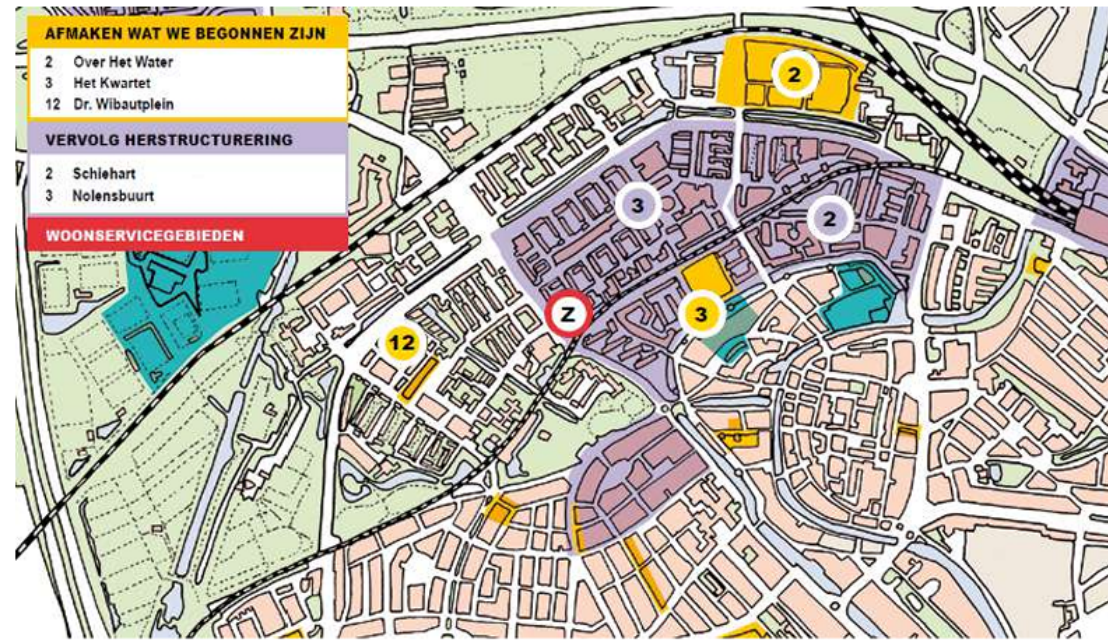 AFMAKEN WAT WE BEGONNEN ZIJN
2 Over Het Water
3 Het Kwartet
12 Dr. Wibautplein
VERVOLG HERSTRUCTURERING
2 Schiehart
3 Nolensbuurt
WOONSERVICEGEBIEDEN
2
3
2
Z
3
12